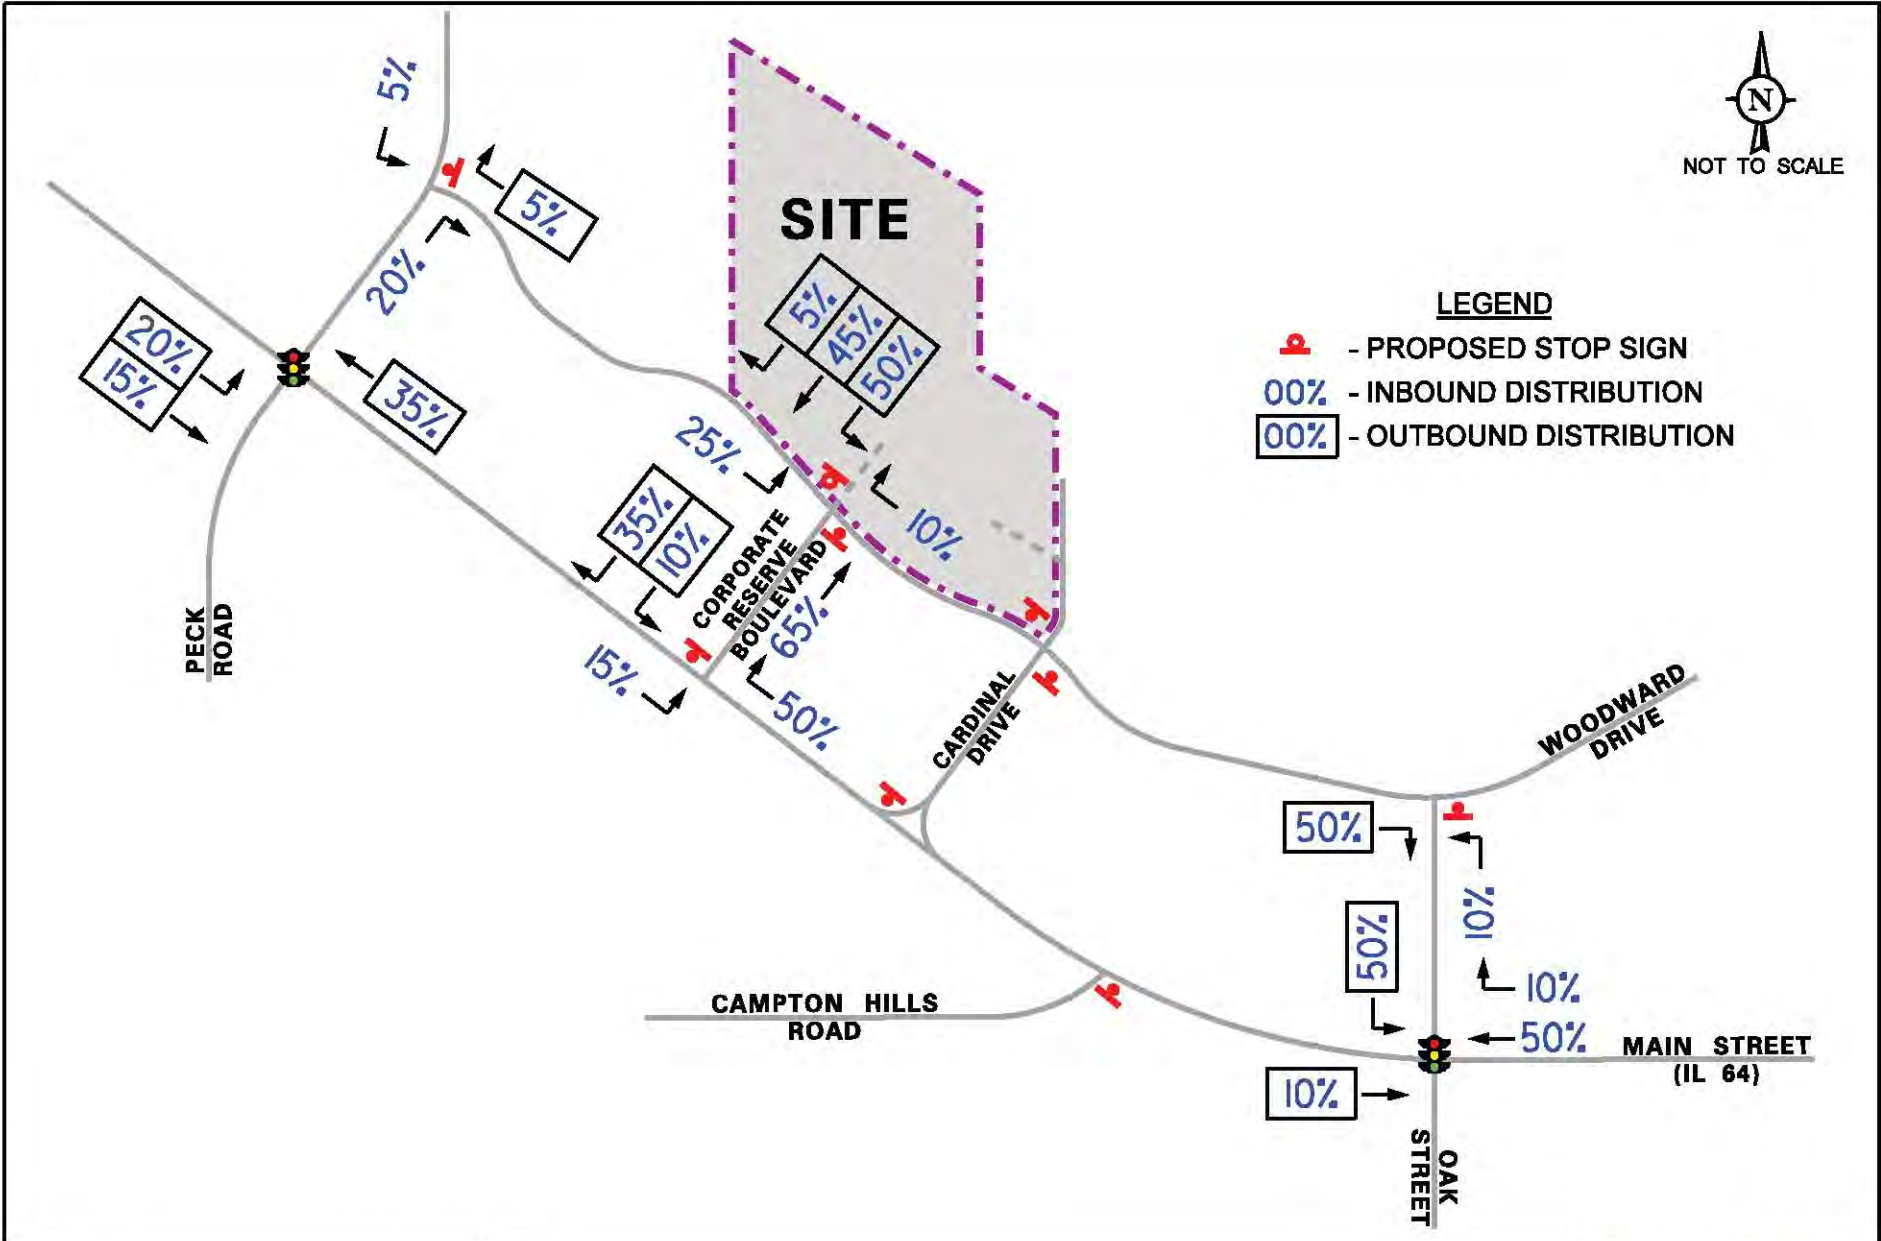 5%
N
NOT TO SCALE
5%
SITE
20%
20%
15%
35%
5%
45%
50%
LEGEND
- PROPOSED STOP SIGN
00% - INBOUND DISTRIBUTION
00% - OUTBOUND DISTRIBUTION
25%
10%
35%
10%
CORPORATE
RESERVE
BOULEVARD
65%
15%
50%
PECK
ROAD
CARDINAL
DRIVE
WOODWARD
DRIVE
50%
10%
50%
10%
50%
10%
MAIN STREET
(IL 64)
CAMPTON HILLS
ROAD
OAK
STREET